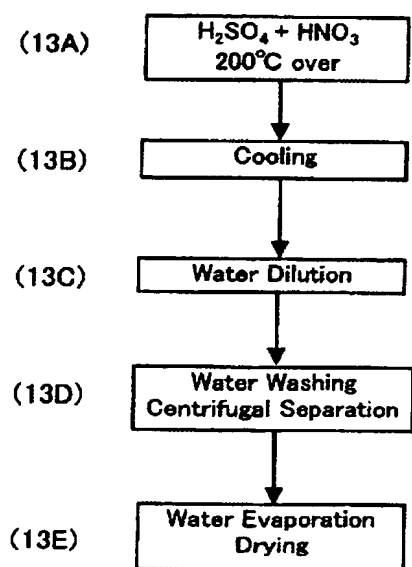 (13A)
H₂SO₄ + HNO₃
200°C over
(13B)
Cooling
(13C)
Water Dilution
(13D)
Water Washing
Centrifugal Separation
(13E)
Water Evaporation
Drying